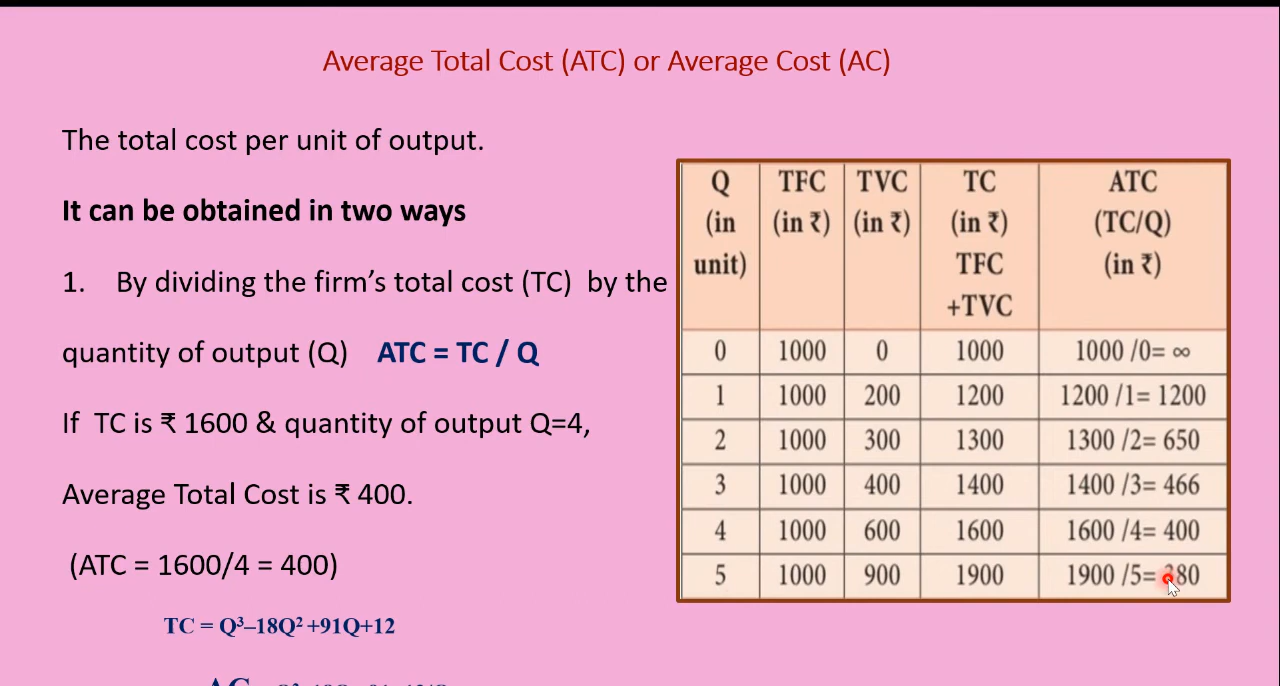 Average Total Cost (ATC) or Average Cost (AC)
The total cost per unit of output.
It can be obtained in two ways
1. By dividing the firm’s total cost (TC) by the
quantity of output (Q) ATC = TC / Q
If TC is ₹ 1600 & quantity of output Q=4,
Average Total Cost is ₹ 400.
(ATC = 1600/4 = 400)
TC = Q³–18Q² +91Q+12
Q TFC TVC TC ATC
(in (in ₹) (in ₹) (in ₹) (TC/Q)
unit) TFC (in ₹)
+TVC
0 1000 0 1000 1000 /0= ∞
1 1000 200 1200 1200 /1= 1200
2 1000 300 1300 1300 /2= 650
3 1000 400 1400 1400 /3= 466
4 1000 600 1600 1600 /4= 400
5 1000 900 1900 1900 /5= 380